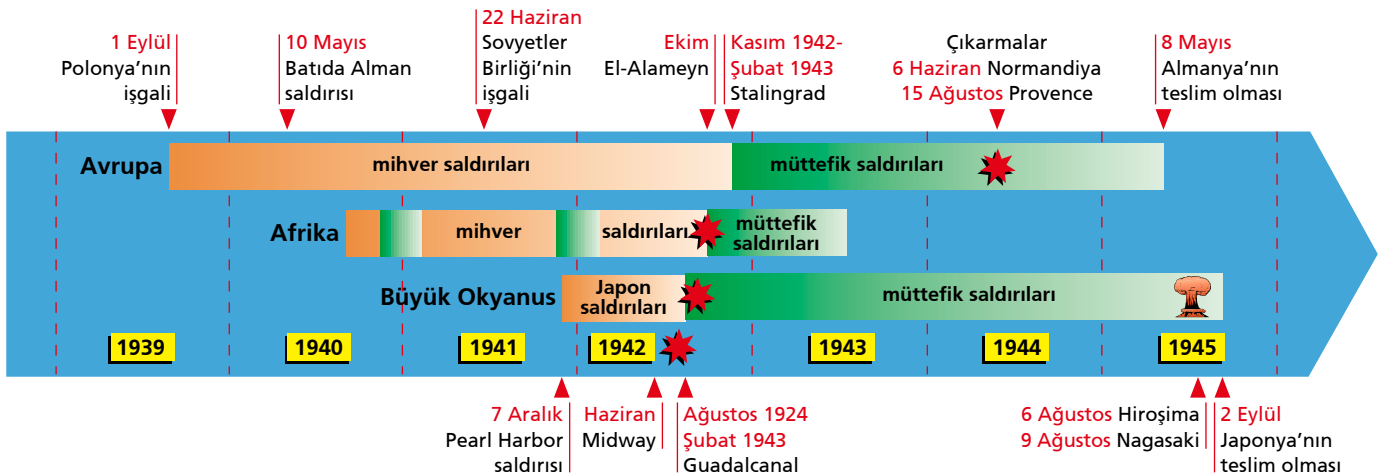 1 Eylül
Polonya’nın
işgali
10 Mayıs
Batıda Alman
saldırısı
22 Haziran
Sovyetler
Birliği’nin
işgali
Ekim
El-Alameyn
Kasım 1942-
Şubat 1943
Stalingrad
Çıkarmalar
6 Haziran Normandiya
15 Ağustos Provence
8 Mayıs
Almanya’nın
teslim olması
Avrupa
mihver saldırıları
müttefik saldırıları
Afrika
mihver
saldırıları
müttefik
saldırıları
Büyük Okyanus
Japon
saldırıları
müttefik saldırıları
1939
1940
1941
1942
1943
1944
1945
7 Aralık
Pearl Harbor
saldırısı
Haziran
Midway
Ağustos 1924
Şubat 1943
Guadalcanal
6 Ağustos Hiroşima
9 Ağustos Nagasaki
2 Eylül
Japonya’nın
teslim olması